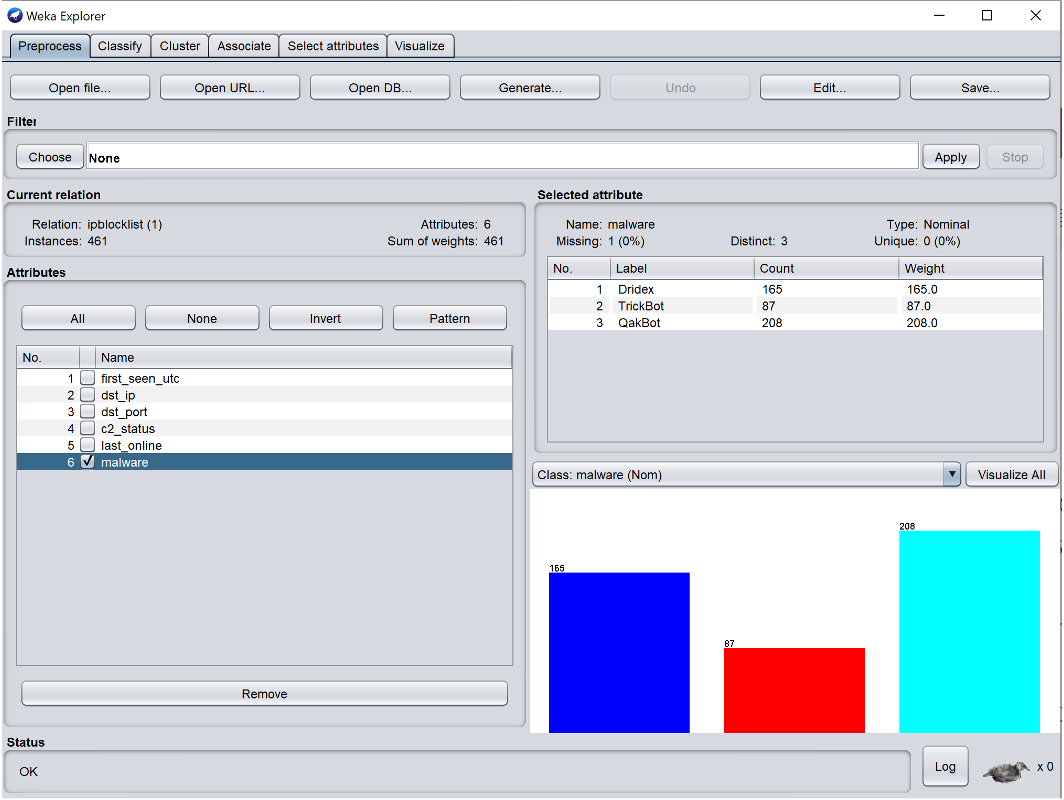 Weka Explorer
Preprocess Classify Cluster Associate Select attributes Visualize
Open file... Open URL... Open DB... Generate... Undo Edit... Save...
Filter
Choose None Apply Stop
Current relation
Relation: ipblocklist (1) Attributes: 6
Instances: 461 Sum of weights: 461
Attributes
All None Invert Pattern
No. Name
1 first_seen_utc
2 dst_ip
3 dst_port
4 c2_status
5 last_online
6 malware
Remove
Selected attribute
Name: malware Type: Nominal
Missing: 1 (0%) Distinct: 3 Unique: 0 (0%)
No. Label Count Weight
1 Dridex 165 165.0
2 TrickBot 87 87.0
3 QakBot 208 208.0
Class: malware (Nom) Visualize All
208
165
87
Status
OK Log x 0